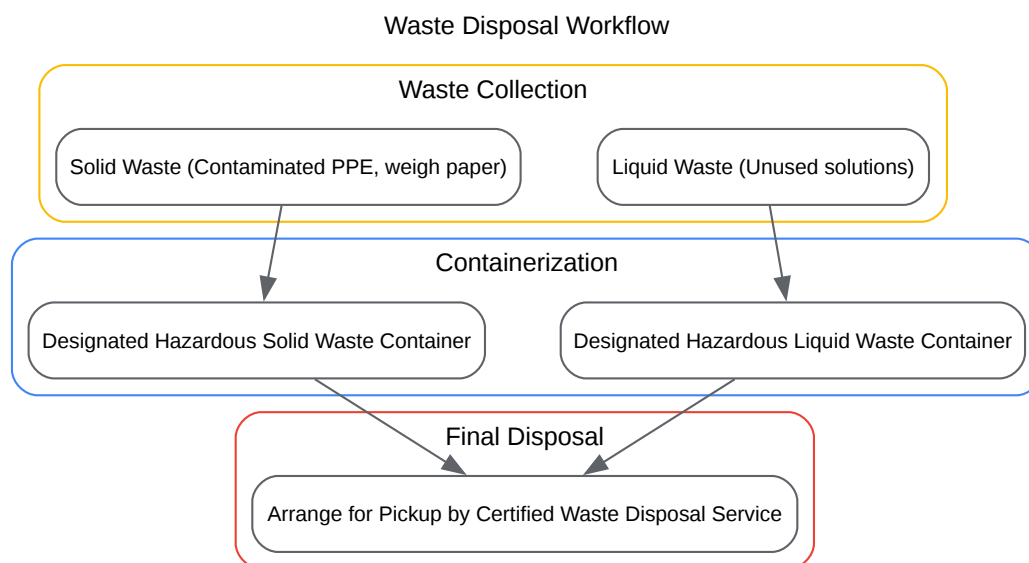 Waste Disposal Workflow
Waste Collection
Solid Waste (Contaminated PPE, weigh paper)
Liquid Waste (Unused solutions)
Containerization
Designated Hazardous Solid Waste Container
Designated Hazardous Liquid Waste Container
Final Disposal
Arrange for Pickup by Certified Waste Disposal Service